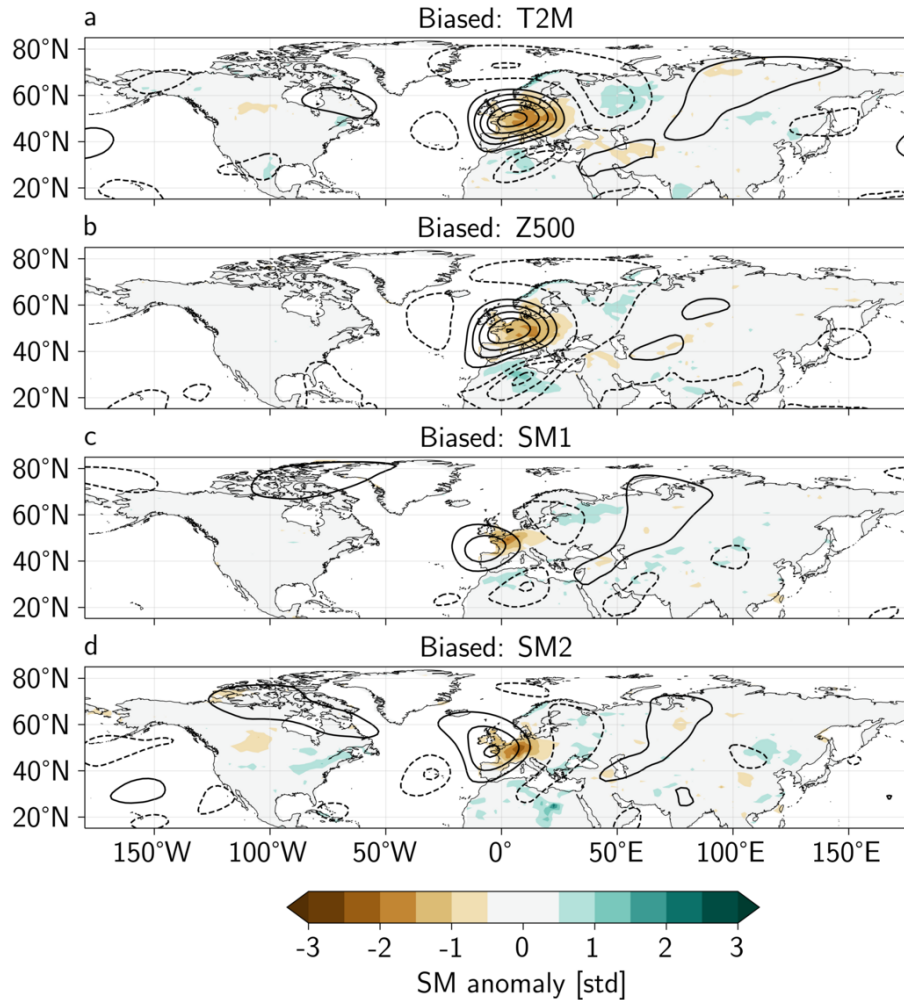 a
Biased: T2M
80°N
60°N
40°N
20°N
b
Biased: Z500
80°N
60°N
40°N
20°N
c
Biased: SM1
80°N
60°N
40°N
20°N
d
Biased: SM2
80°N
60°N
40°N
20°N
150°W 100°W 50°W 0° 50°E 100°E 150°E
-3 -2 -1 0 1 2 3
SM anomaly [std]